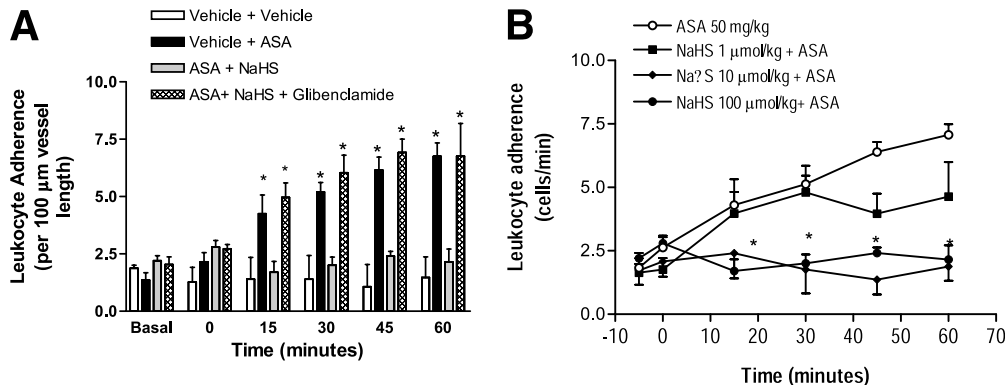 A
Vehicle + Vehicle
Vehicle + ASA
ASA + NaHS
ASA+ NaHS + Glibenclamide
Leukocyte Adherence
(per 100 µm vessel
length)
10.0
7.5
5.0
2.5
0.0
* * * * * * * *
Basal 0 15 30 45 60
Time (minutes)
B
ASA 50 mg/kg
NaHS 1 µmol/kg + ASA
Na?S 10 µmol/kg + ASA
NaHS 100 µmol/kg+ ASA
Leukocyte adherence
(cells/min)
10.0
7.5
5.0
2.5
0.0
* * * *
-10 0 10 20 30 40 50 60 70
Time (minutes)